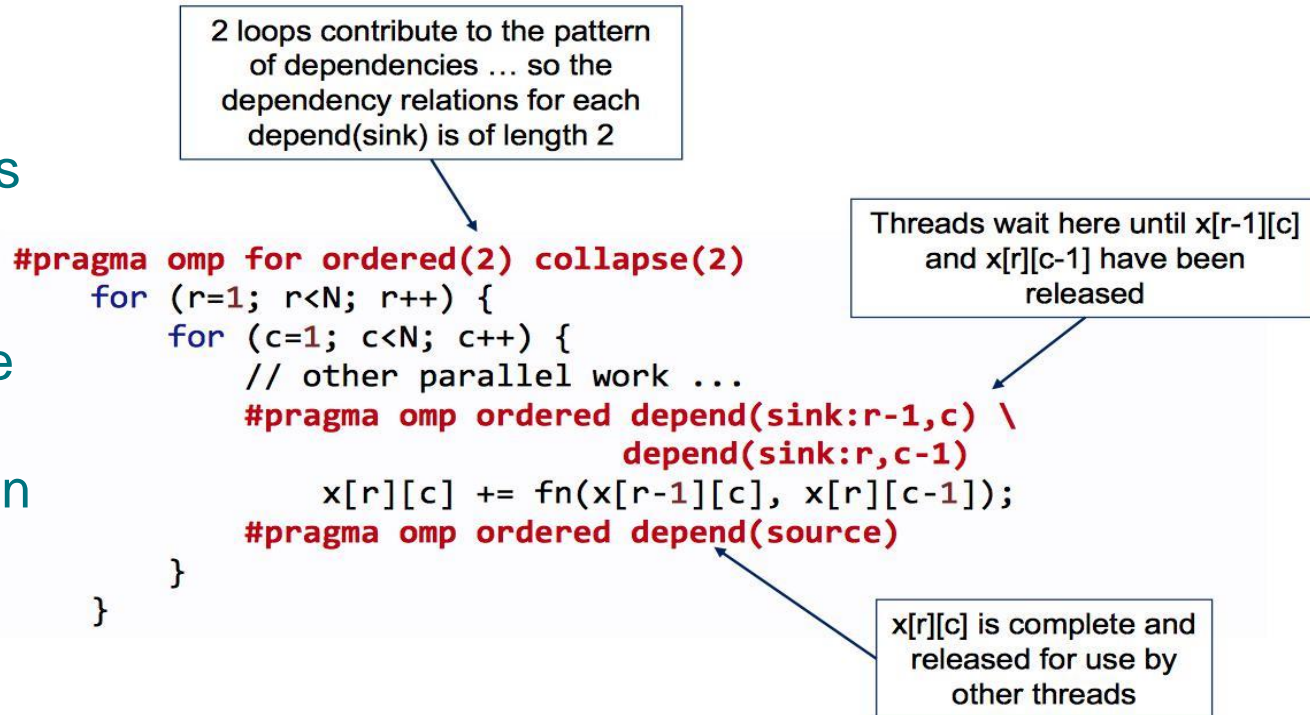 2 loops contribute to the pattern
of dependencies … so the
dependency relations for each
depend(sink) is of length 2
#pragma omp for ordered(2) collapse(2)
for (r=1; r<N; r++) {
for (c=1; c<N; c++) {
// other parallel work ...
#pragma omp ordered depend(sink:r-1,c) \
depend(sink:r,c-1)
x[r][c] += fn(x[r-1][c], x[r][c-1]);
#pragma omp ordered depend(source)
}
}
Threads wait here until x[r-1][c]
and x[r][c-1] have been
released
x[r][c] is complete and
released for use by
other threads